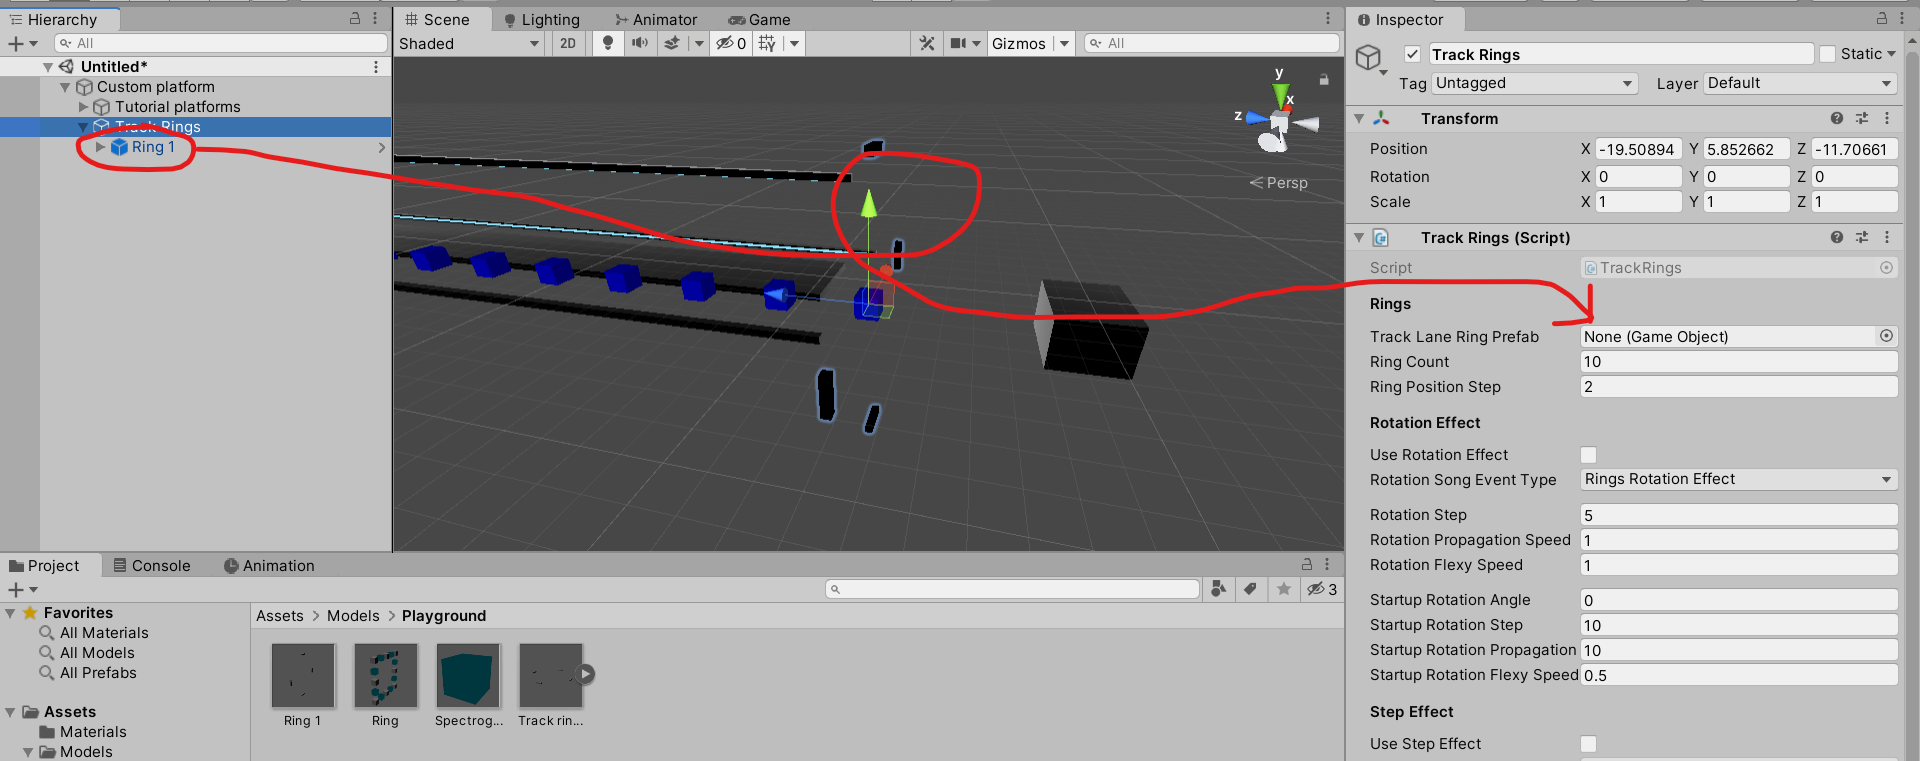 Hierarchy
All
Untitled*
Custom platform
Tutorial platforms
Track Rings
Ring 1
Scene
Lighting
Animator
Game
Shaded
2D
0
Gizmos
All
y
x
z
Persp
Inspector
Track Rings
Static
Tag Untagged
Layer Default
Transform
Position X -19.50894 Y 5.852662 Z -11.70661
Rotation X 0 Y 0 Z 0
Scale X 1 Y 1 Z 1
Track Rings (Script)
Script TrackRings
Rings
Track Lane Ring Prefab None (Game Object)
Ring Count 10
Ring Position Step 2
Rotation Effect
Use Rotation Effect
Rotation Song Event Type Rings Rotation Effect
Rotation Step 5
Rotation Propagation Speed 1
Rotation Flexy Speed 1
Startup Rotation Angle 0
Startup Rotation Step 10
Startup Rotation Propagation 10
Startup Rotation Flexy Speed 0.5
Step Effect
Use Step Effect
Project
Console
Animation
3
Favorites
All Materials
All Models
All Prefabs
Assets
Materials
Models
Assets > Models > Playground
Ring 1
Ring
Spectrog...
Track rin...